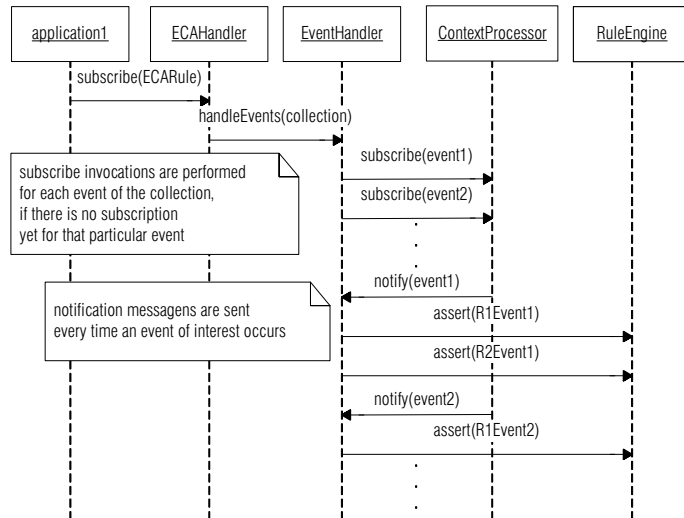 application1
ECAHandler
EventHandler
ContextProcessor
RuleEngine
subscribe(ECARule)
handleEvents(collection)
subscribe invocations are performed
for each event of the collection,
if there is no subscription
yet for that particular event
subscribe(event1)
subscribe(event2)
notify(event1)
notification messagens are sent
every time an event of interest occurs
assert(R1Event1)
assert(R2Event1)
notify(event2)
assert(R1Event2)